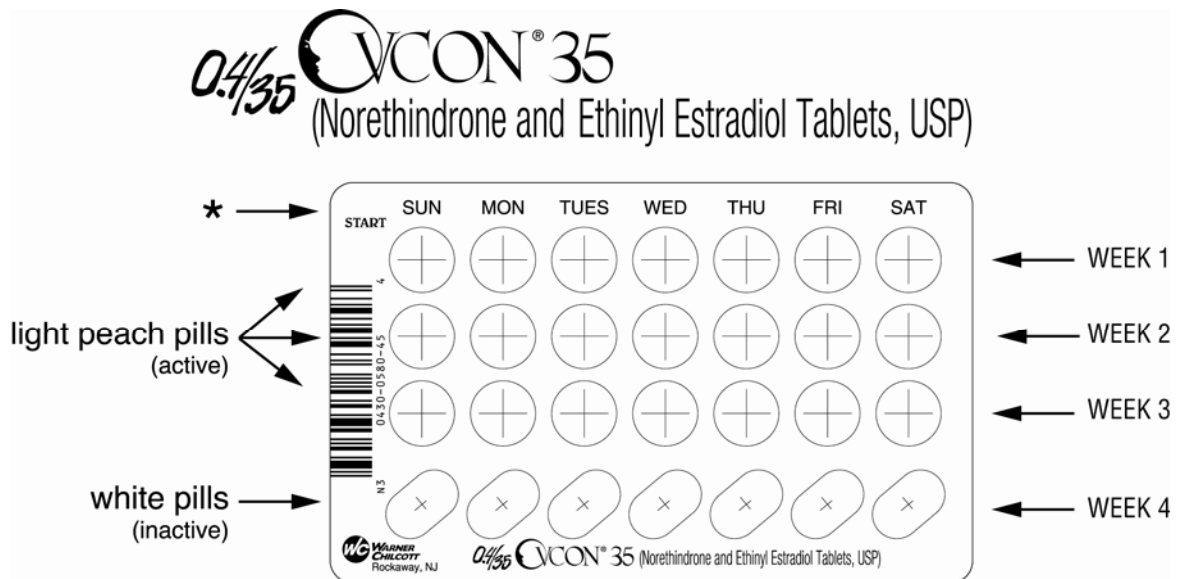 0.4/35 OVCON® 35
(Norethindrone and Ethinyl Estradiol Tablets, USP)
*
START SUN MON TUES WED THU FRI SAT
WEEK 1
light peach pills
(active)
4
0430-0580-45
N3
WEEK 2
WEEK 3
white pills
(inactive)
WEEK 4
WC WARNER
CHILCOTT
Rockaway, NJ
0.4/35 OVCON® 35 (Norethindrone and Ethinyl Estradiol Tablets, USP)